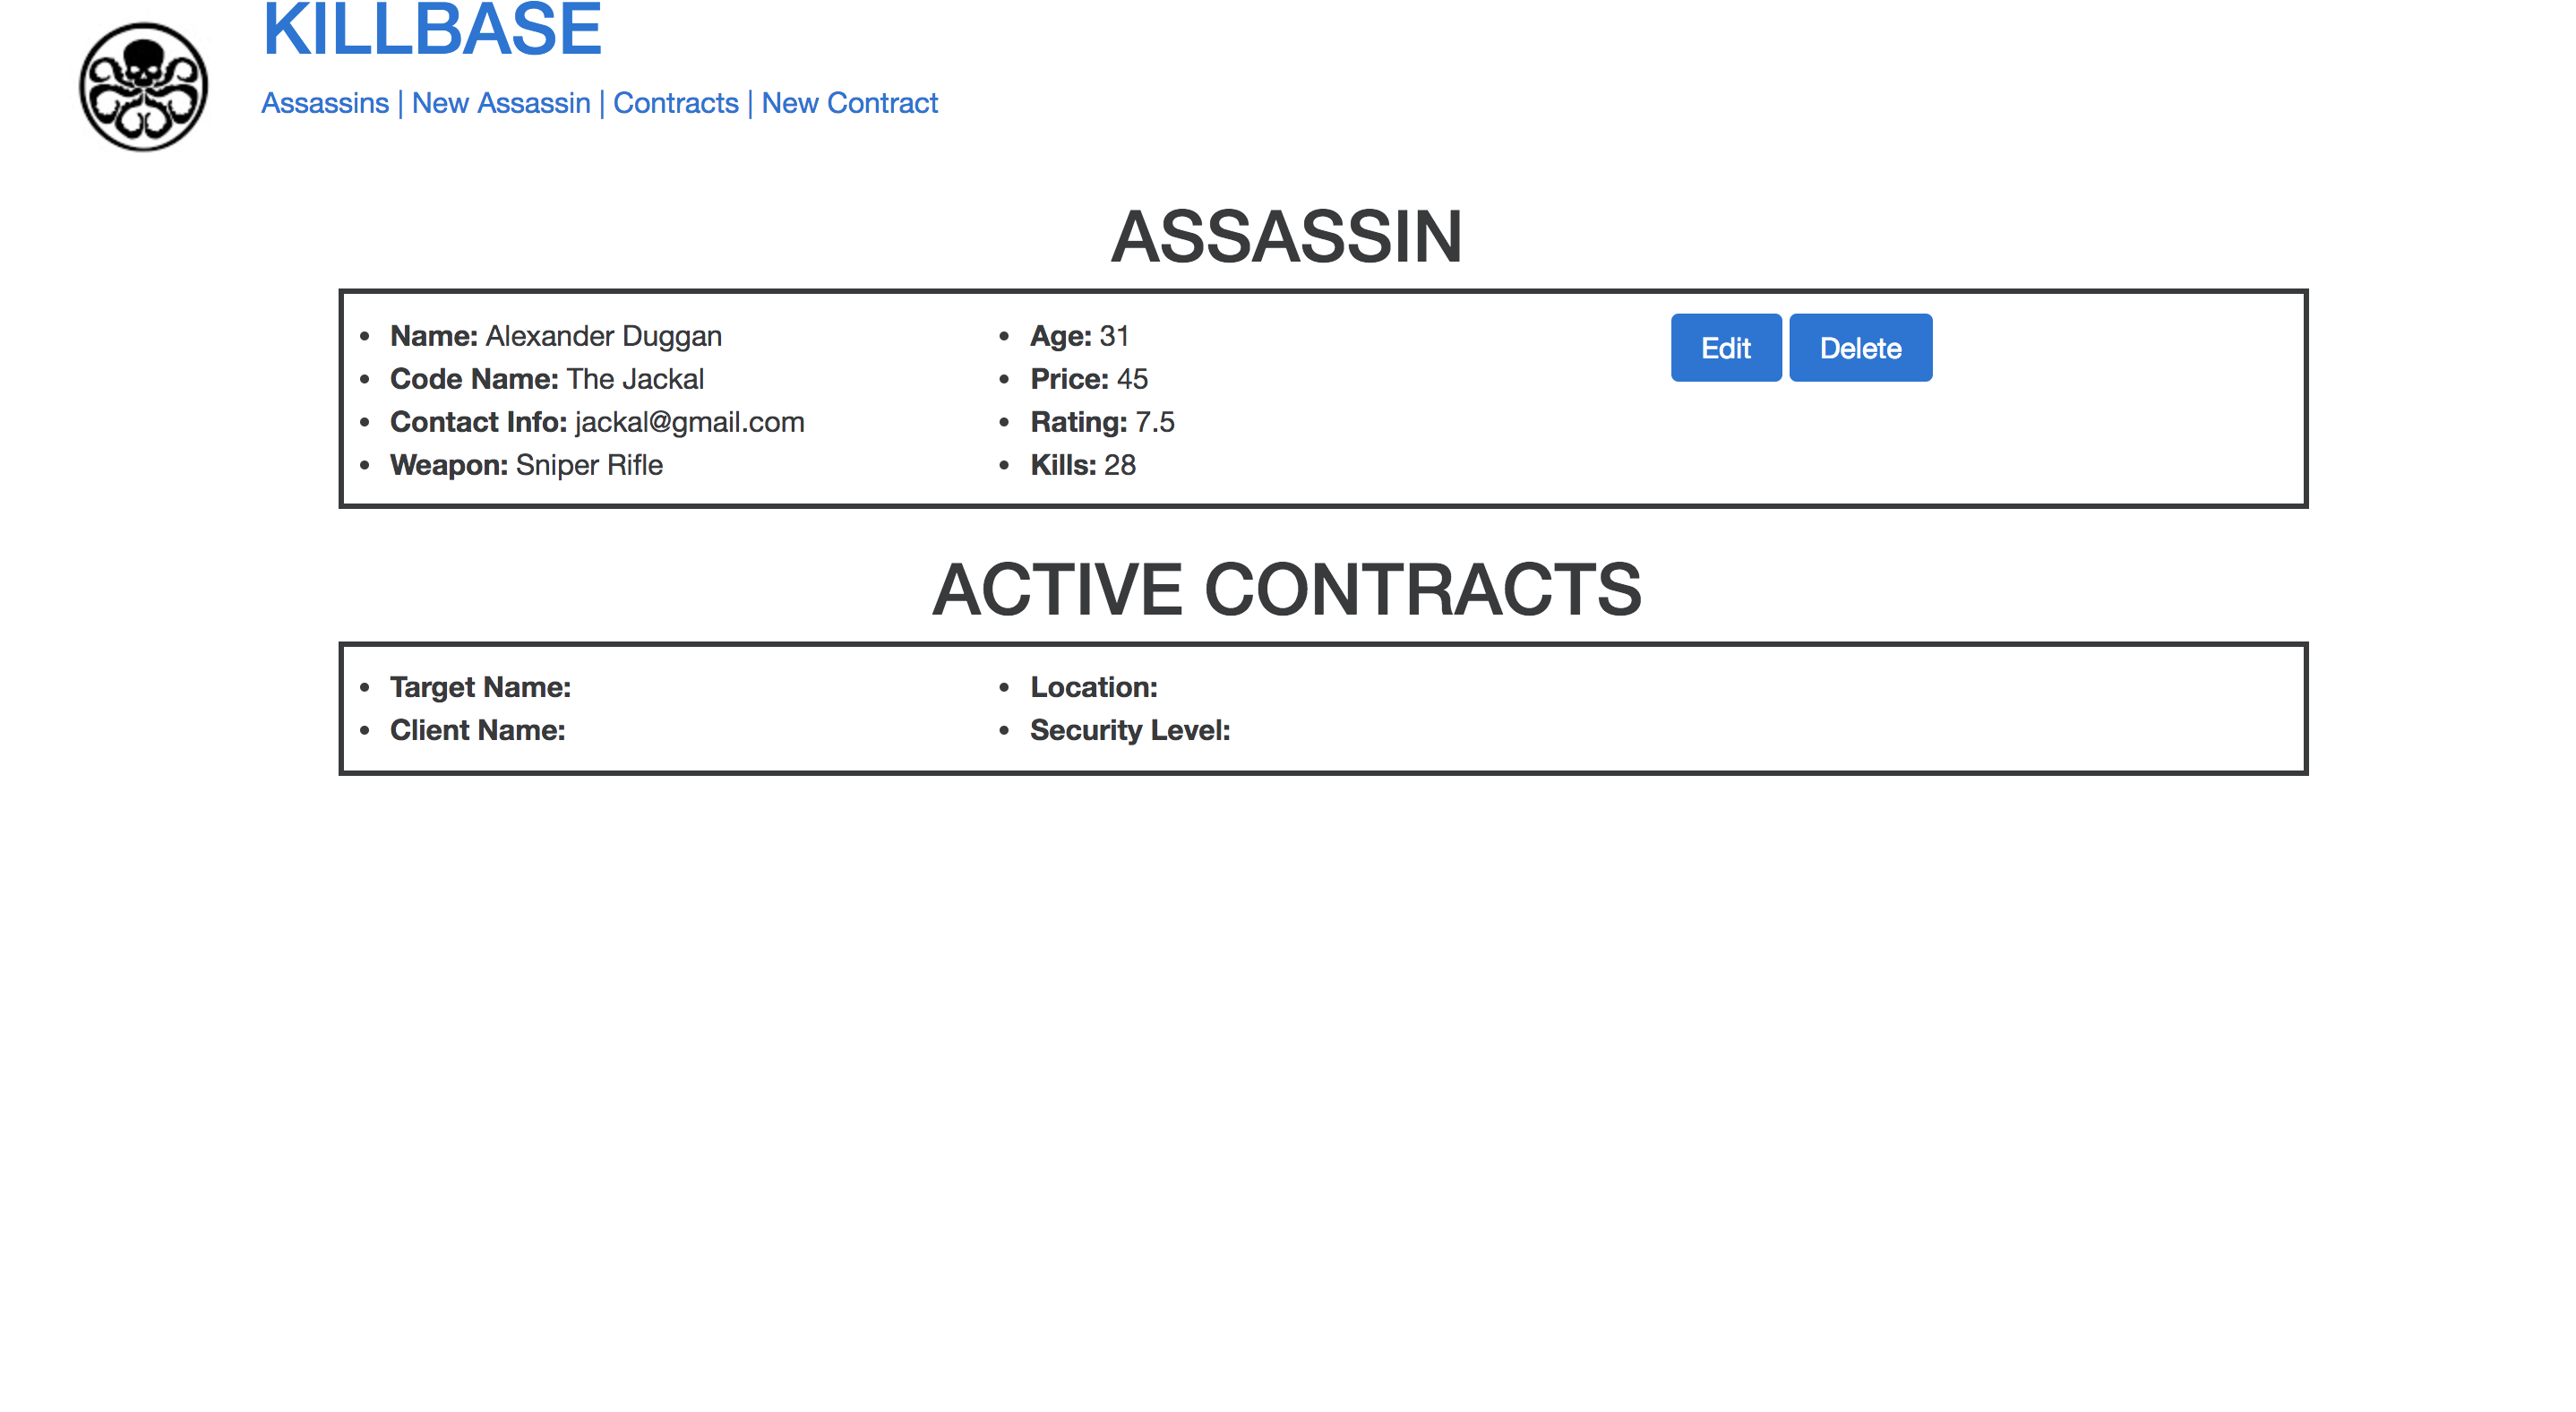 KILLBASE
Assassins | New Assassin | Contracts | New Contract
ASSASSIN
Name: Alexander Duggan
Code Name: The Jackal
Contact Info: jackal@gmail.com
Weapon: Sniper Rifle
Age: 31
Price: 45
Rating: 7.5
Kills: 28
Edit Delete
ACTIVE CONTRACTS
Target Name:
Client Name:
Location:
Security Level: